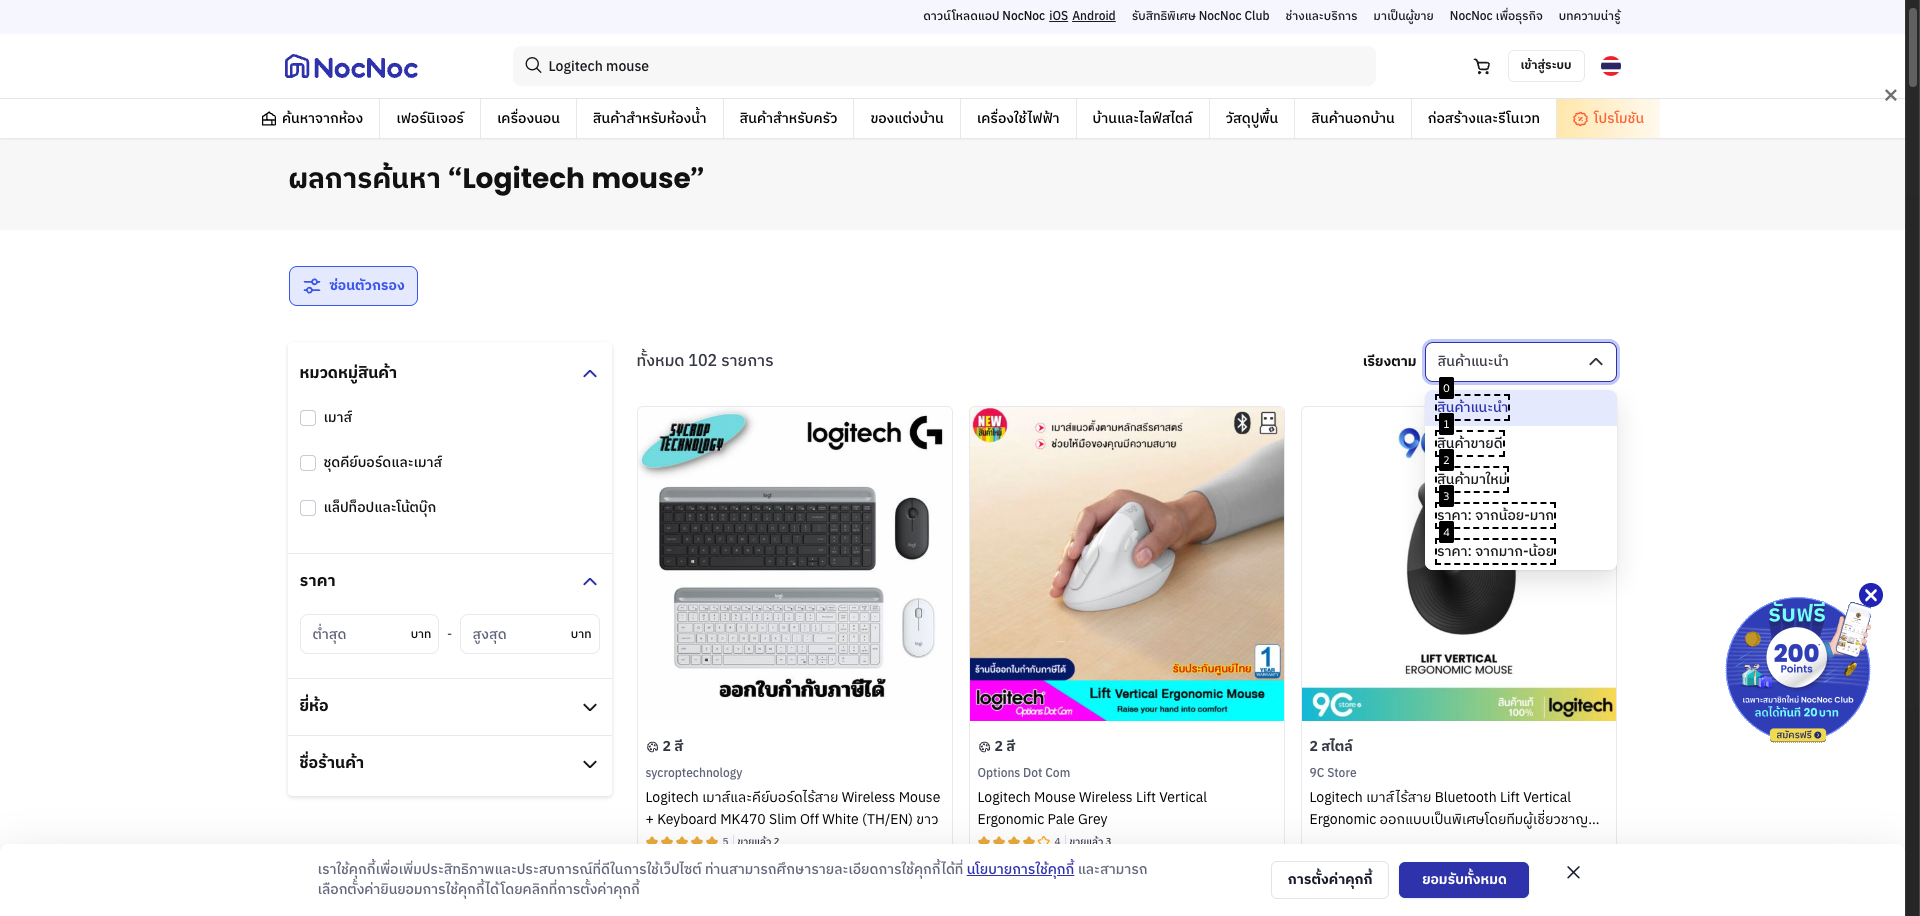 ดาวน์โหลดแอป NocNoc iOS Android รับสิทธิพิเศษ NocNoc Club ช่างและบริการ มาเป็นผู้ขาย NocNoc เพื่อธุรกิจ บทความน่ารู้
NocNoc
Logitech mouse
เข้าสู่ระบบ
ค้นหาจากห้อง เฟอร์นิเจอร์ เครื่องนอน สินค้าสำหรับห้องน้ำ สินค้าสำหรับครัว ของแต่งบ้าน เครื่องใช้ไฟฟ้า บ้านและไลฟ์สไตล์ วัสดุปูพื้น สินค้านอกบ้าน ก่อสร้างและรีโนเวท โปรโมชัน
ผลการค้นหา “Logitech mouse”
ซ่อนตัวกรอง
หมวดหมู่สินค้า
เมาส์
ชุดคีย์บอร์ดและเมาส์
แล็ปท็อปและโน้ตบุ๊ก
ราคา
ต่ำสุด บาท - สูงสุด บาท
ยี่ห้อ
ชื่อร้านค้า
ทั้งหมด 102 รายการ
เรียงตาม สินค้าแนะนำ
0
สินค้าแนะนำ
1
สินค้าขายดี
2
สินค้ามาใหม่
3
ราคา: จากน้อย-มาก
4
ราคา: จากมาก-น้อย
SYCROP
TECHNOLOGY
logitech
ออกใบกำกับภาษีได้
2 สี
sycroptechnology
Logitech เมาส์และคีย์บอร์ดไร้สาย Wireless Mouse
+ Keyboard MK470 Slim Off White (TH/EN) ขาว
5 ขายแล้ว 2
NEW
เมาส์แนวตั้งตามหลักสรีรศาสตร์
ช่วยให้มือของคุณมีความสบาย
ร้านนี้ออกใบกำกับภาษีได้
รับประกันศูนย์ไทย
1
YEAR
WARRANTY
logitech
Options Dot Com
Lift Vertical Ergonomic Mouse
Raise your hand into comfort
2 สี
Options Dot Com
Logitech Mouse Wireless Lift Vertical
Ergonomic Pale Grey
4 ขายแล้ว 3
LIFT VERTICAL
ERGONOMIC MOUSE
9C store
สินค้าแท้
100%
logitech
2 สไตล์
9C Store
Logitech เมาส์ไร้สาย Bluetooth Lift Vertical
Ergonomic ออกแบบเป็นพิเศษโดยทีมผู้เชี่ยวชาญ...
รับฟรี
200
Points
เฉพาะสมาชิกใหม่ NocNoc Club
ลดได้ทันที 20 บาท
สมัครฟรี
เราใช้คุกกี้เพื่อเพิ่มประสิทธิภาพและประสบการณ์ที่ดีในการใช้เว็บไซต์ ท่านสามารถศึกษารายละเอียดการใช้คุกกี้ได้ที่ นโยบายการใช้คุกกี้ และสามารถ
เลือกตั้งค่ายินยอมการใช้คุกกี้ได้โดยคลิกที่การตั้งค่าคุกกี้
การตั้งค่าคุกกี้
ยอมรับทั้งหมด